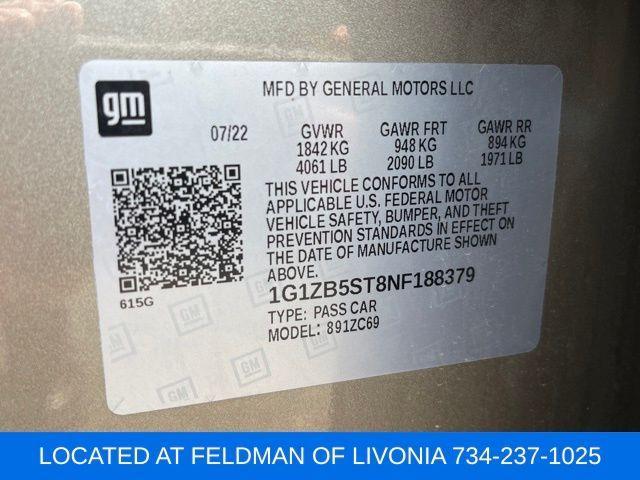 gm
MFD BY GENERAL MOTORS LLC
07/22 GVWR GAWR FRT GAWR RR
1842 KG 948 KG 894 KG
4061 LB 2090 LB 1971 LB
THIS VEHICLE CONFORMS TO ALL
APPLICABLE U.S. FEDERAL MOTOR
VEHICLE SAFETY, BUMPER, AND THEFT
PREVENTION STANDARDS IN EFFECT ON
THE DATE OF MANUFACTURE SHOWN
ABOVE.
615G
1G1ZB5ST8NF188379
TYPE: PASS CAR
MODEL: 891ZC69
LOCATED AT FELDMAN OF LIVONIA 734-237-1025